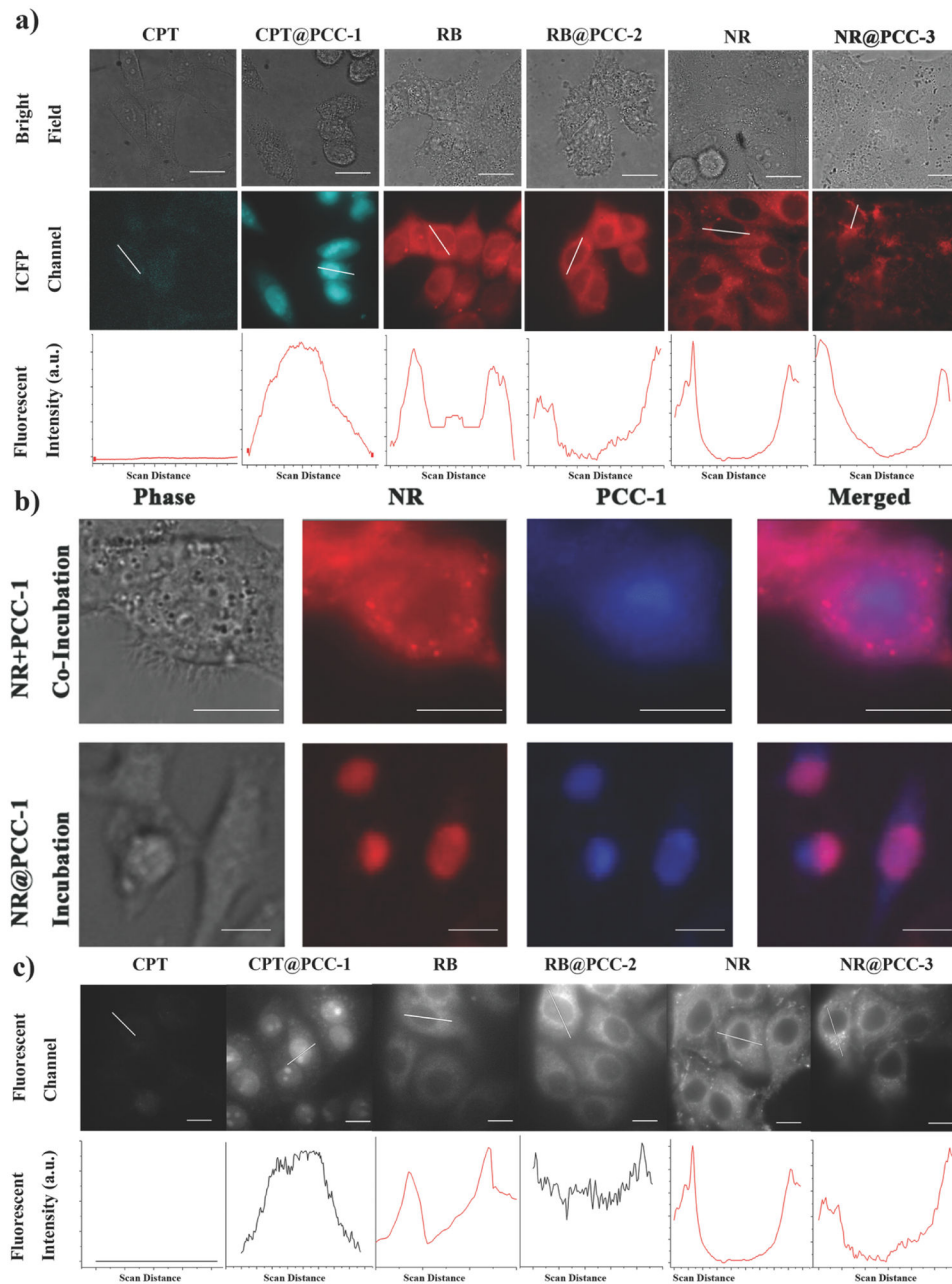 a)
CPT CPT@PCC-1 RB RB@PCC-2 NR NR@PCC-3
Bright
Field
ICFP
Channel
Fluorescent
Intensity (a.u.)
Scan Distance Scan Distance Scan Distance Scan Distance Scan Distance Scan Distance
b)
Phase NR PCC-1 Merged
NR+PCC-1
Co-Incubation
NR@PCC-1
Incubation
c)
CPT CPT@PCC-1 RB RB@PCC-2 NR NR@PCC-3
Fluorescent
Channel
Fluorescent
Intensity (a.u.)
Scan Distance Scan Distance Scan Distance Scan Distance Scan Distance Scan Distance